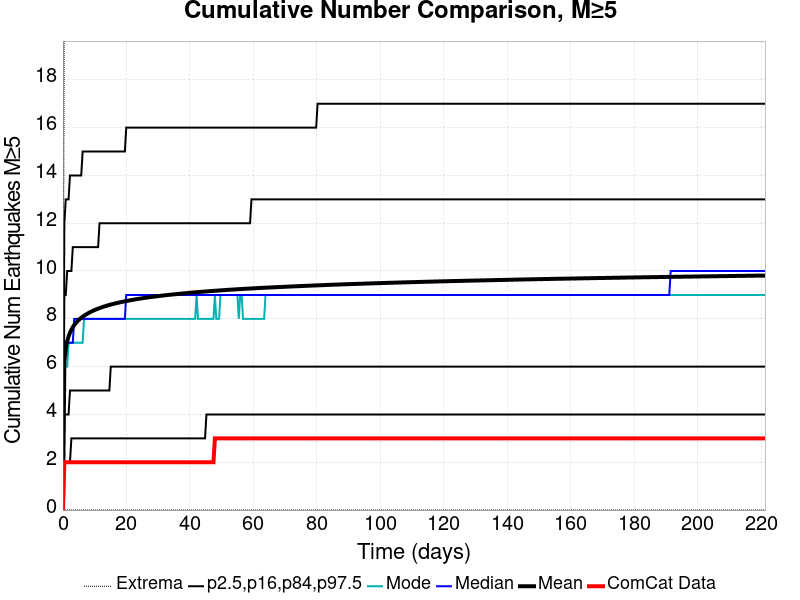 Cumulative Number Comparison, M≥5
Cumulative Num Earthquakes M≥5
18
16
14
12
10
8
6
4
2
0
0 20 40 60 80 100 120 140 160 180 200 220
Time (days)
Extrema p2.5,p16,p84,p97.5 Mode Median Mean ComCat Data